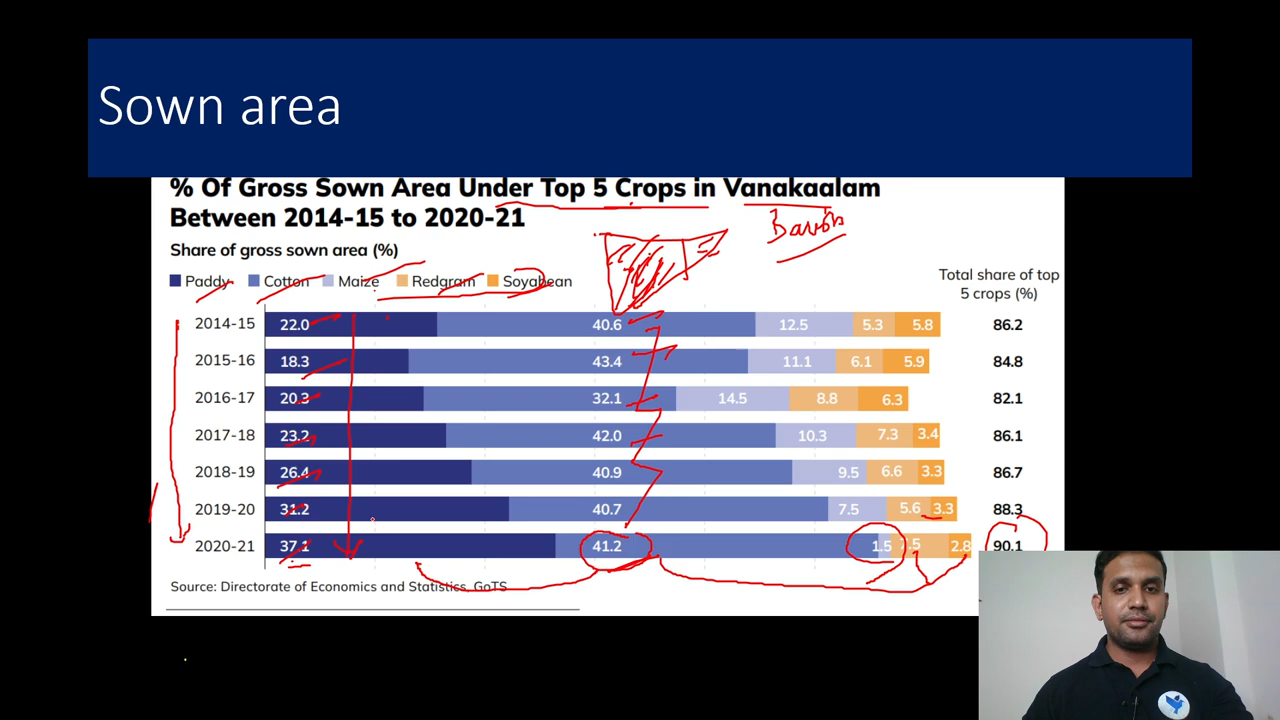 Sown area
% Of Gross Sown Area Under Top 5 Crops in Vanakaalam
Between 2014-15 to 2020-21
Share of gross sown area (%)
Paddy Cotton Maize Redgram Soyabean
Total share of top
5 crops (%)
2014-15 22.0 40.6 12.5 5.3 5.8 86.2
2015-16 18.3 43.4 11.1 6.1 5.9 84.8
2016-17 20.3 32.1 14.5 8.8 6.3 82.1
2017-18 23.2 42.0 10.3 7.3 3.4 86.1
2018-19 26.4 40.9 9.5 6.6 3.3 86.7
2019-20 31.2 40.7 7.5 5.6 3.3 88.3
2020-21 37.1 41.2 1.5 2.8 90.1
Source: Directorate of Economics and Statistics, GoTS